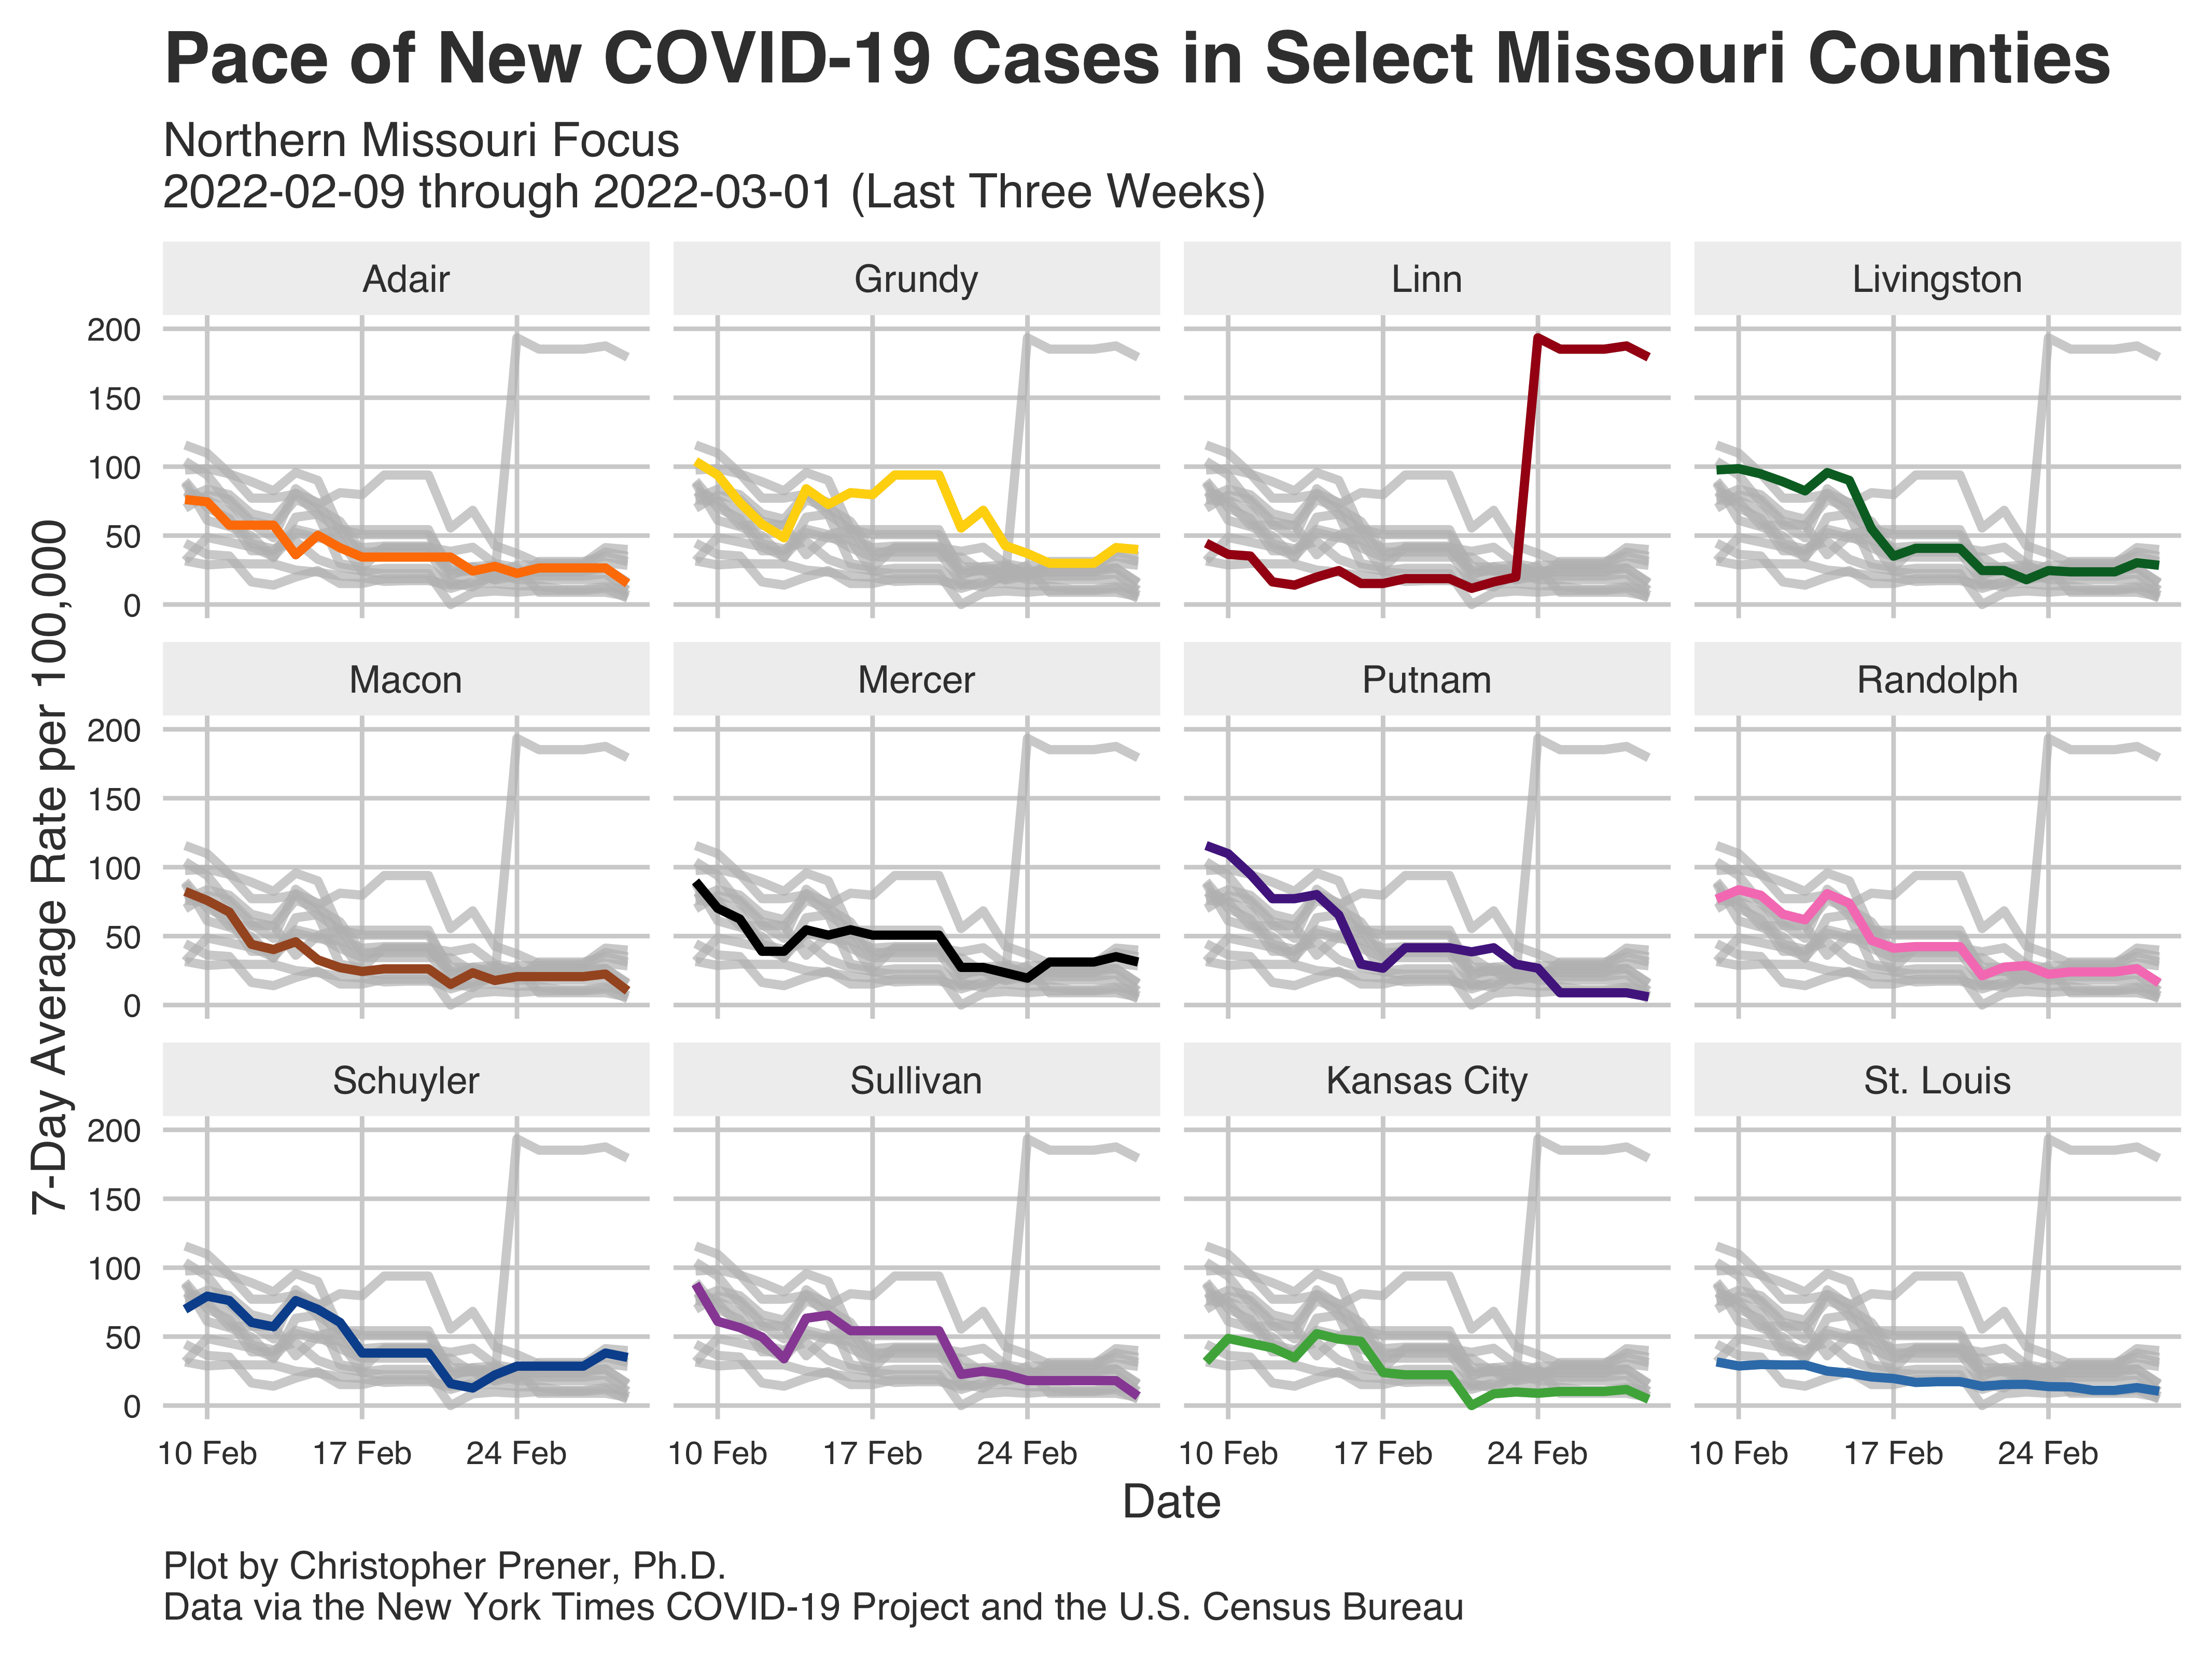 Pace of New COVID-19 Cases in Select Missouri Counties
Northern Missouri Focus
2022-02-09 through 2022-03-01 (Last Three Weeks)
Adair
Grundy
Linn
Livingston
200
150
100
50
0
Macon
Mercer
Putnam
Randolph
200
150
100
50
0
Schuyler
Sullivan
Kansas City
St. Louis
200
150
100
50
0
7-Day Average Rate per 100,000
10 Feb 17 Feb 24 Feb
10 Feb 17 Feb 24 Feb
10 Feb 17 Feb 24 Feb
10 Feb 17 Feb 24 Feb
Date
Plot by Christopher Prener, Ph.D.
Data via the New York Times COVID-19 Project and the U.S. Census Bureau